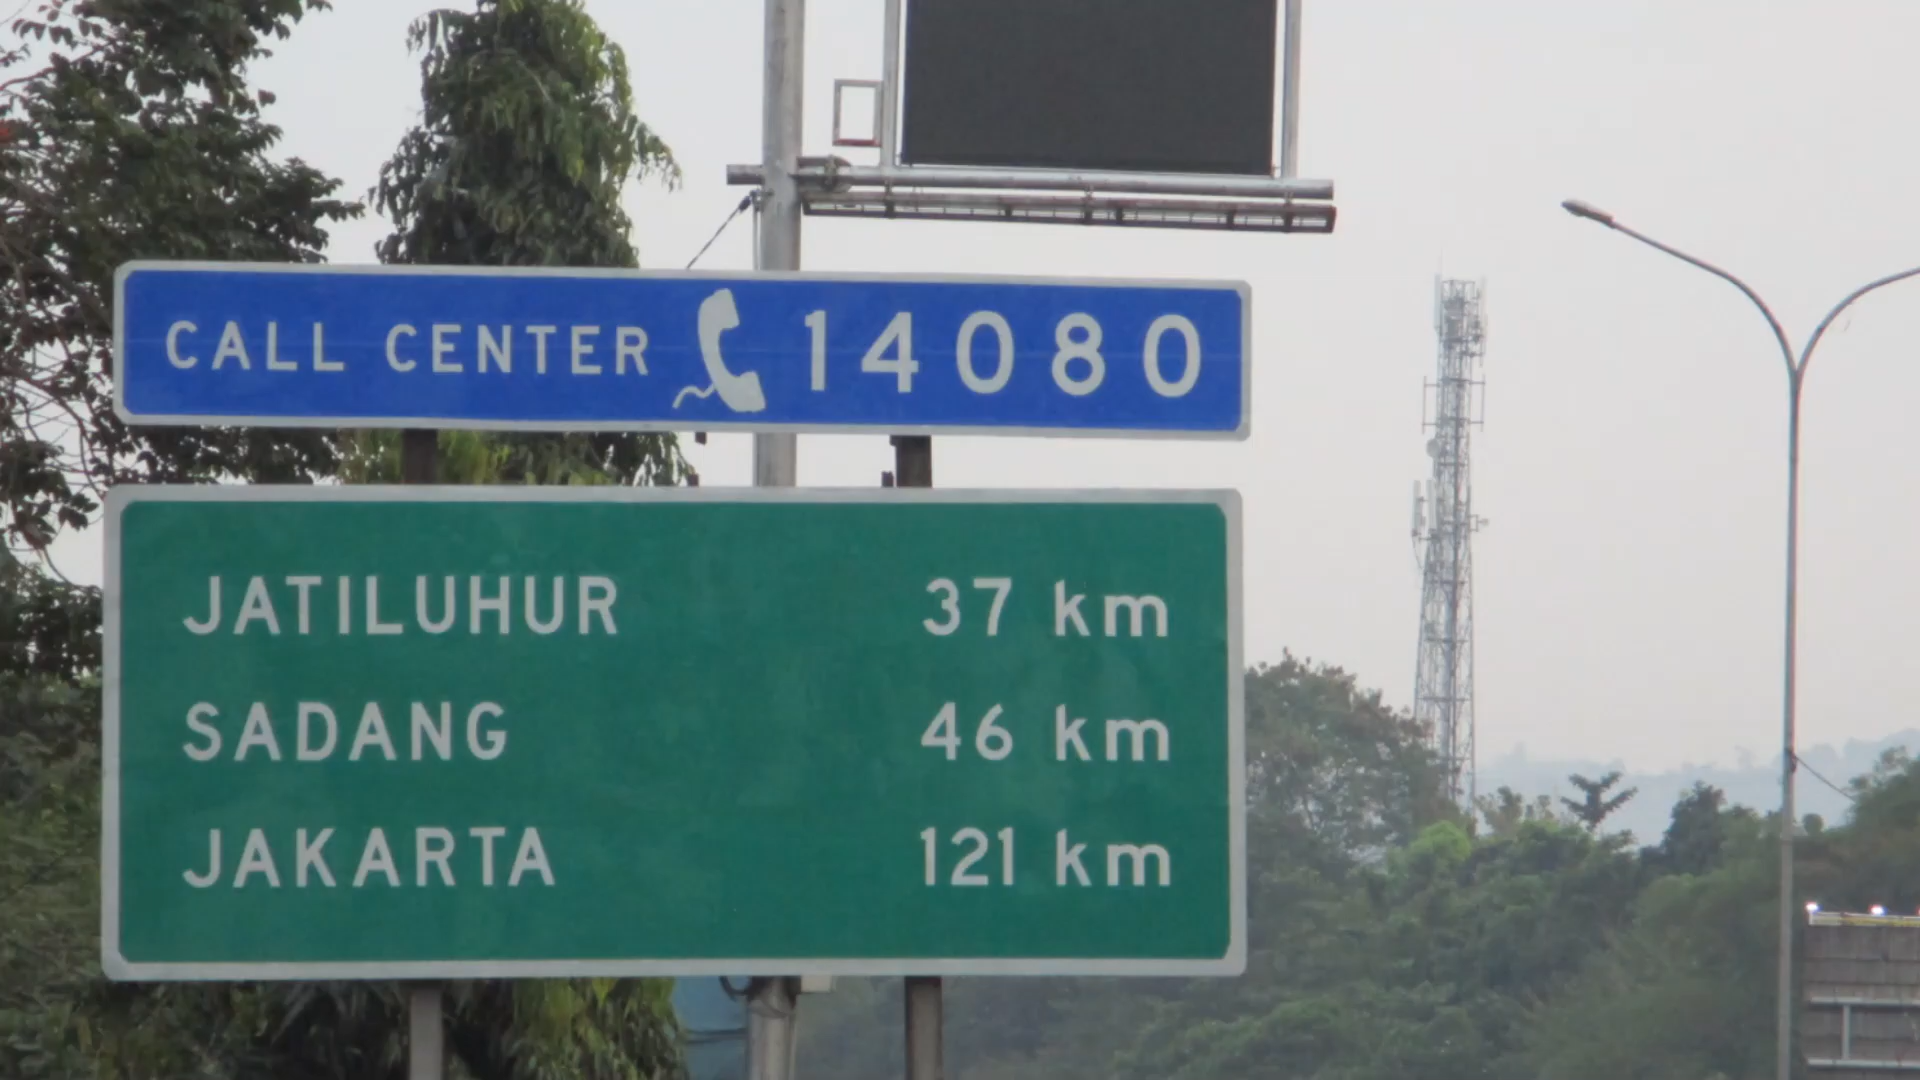 CALL CENTER 14080
JATILUHUR 37 km
SADANG 46 km
JAKARTA 121 km